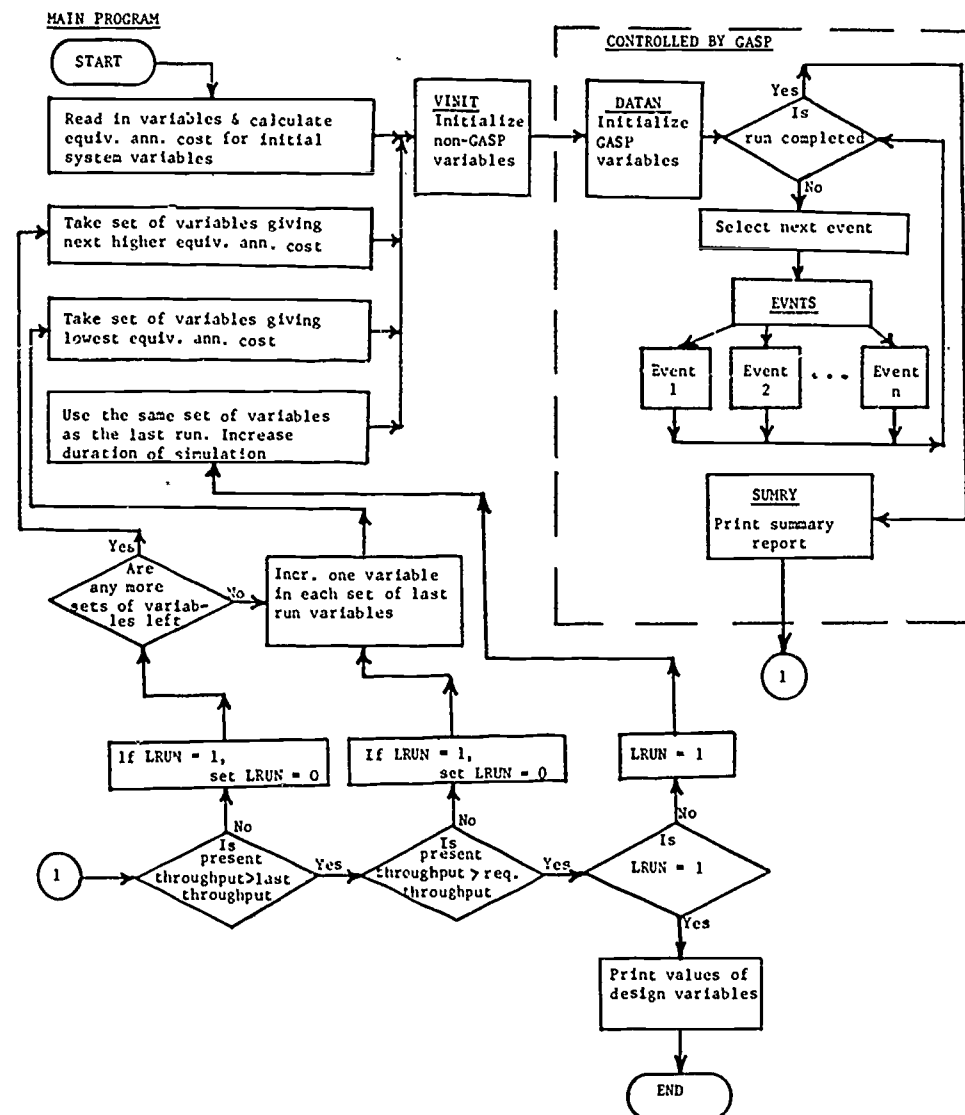 MAIN PROGRAM
START
Read in variables & calculate
equiv. ann. cost for initial
system variables
Take set of variables giving
next higher equiv. ann. cost
Take set of variables giving
lowest equiv. ann. cost
Use the same set of variables
as the last run. Increase
duration of simulation
VINIT
Initialize
non-GASP
variables
CONTROLLED BY GASP
DATAN
Initialize
GASP
variables
Yes
Is
run completed
No
Select next event
EVNTS
Event
1
Event
2
...
Event
n
SUMRY
Print summary
report
1
Yes
Are
any more
sets of variab-
les left
No
Incr. one variable
in each set of last
run variables
If LRUN = 1,
set LRUN = 0
If LRUN = 1,
set LRUN = 0
LRUN = 1
1
No
Is
present
throughput>last
throughput
Yes
No
Is
present
throughput>req.
throughput
Yes
No
Is
LRUN = 1
Yes
Print values of
design variables
END